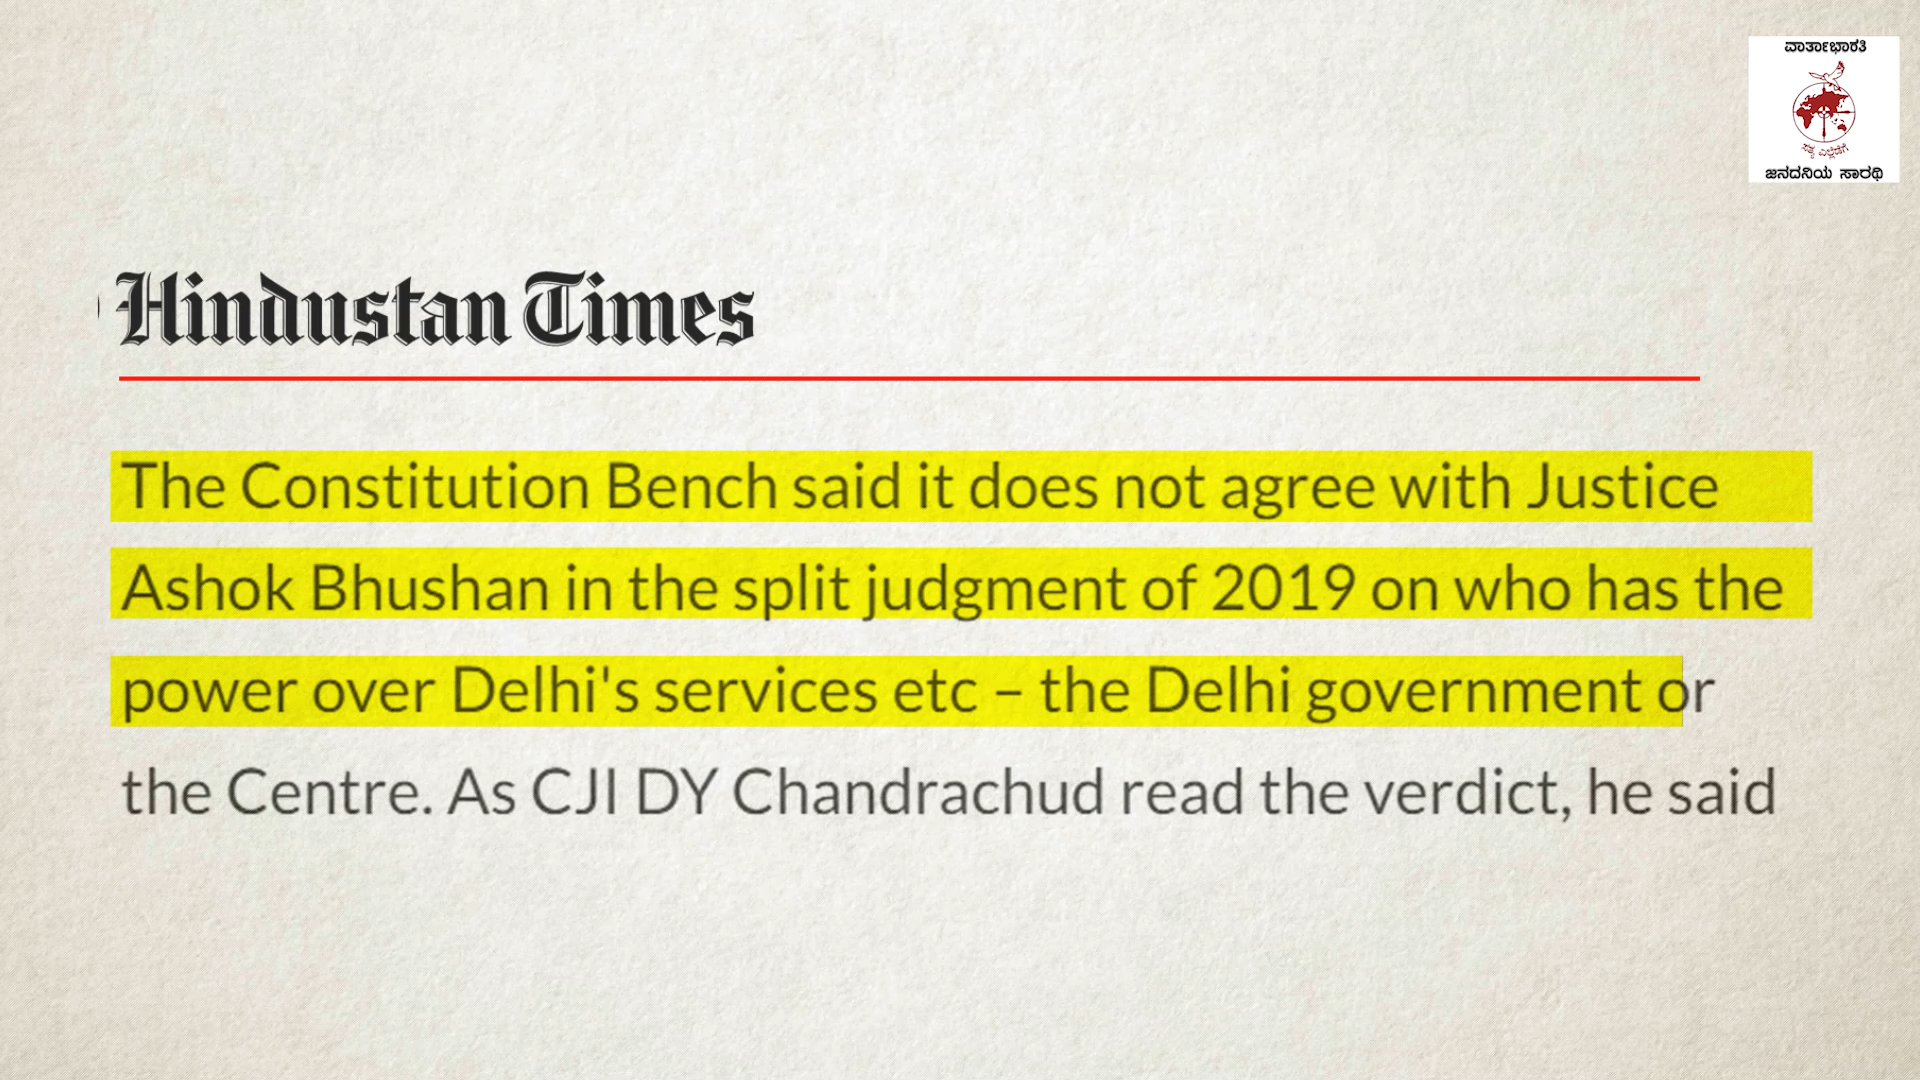 ವಾರ್ತಾಭಾರತಿ
ಸತ್ಯ ಎಲ್ಲೆಡೆಗೆ
ಜನದನಿಯ ಸಾರಥಿ
Hindustan Times
The Constitution Bench said it does not agree with Justice
Ashok Bhushan in the split judgment of 2019 on who has the
power over Delhi's services etc – the Delhi government or
the Centre. As CJI DY Chandrachud read the verdict, he said